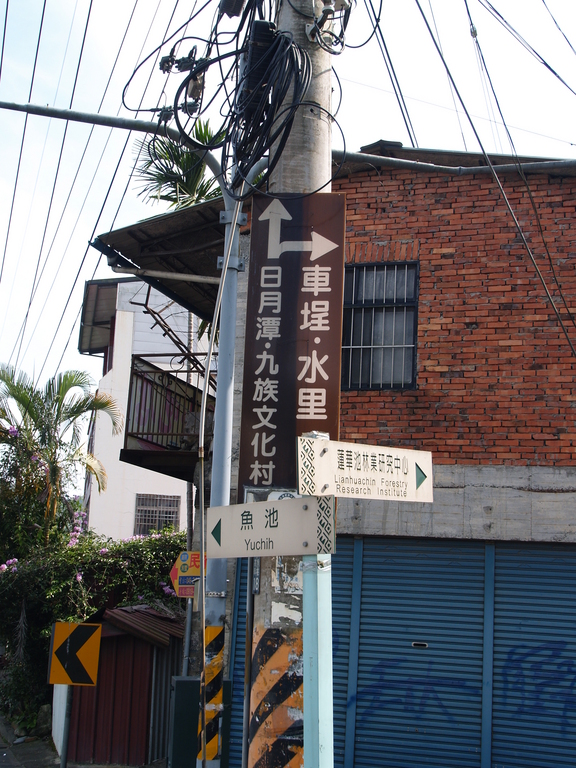 日月潭·九族文化村
車埕·水里
蓮華池林業研究中心
Lianhuachin Forestry
Research Institute
魚池
Yuchih
民